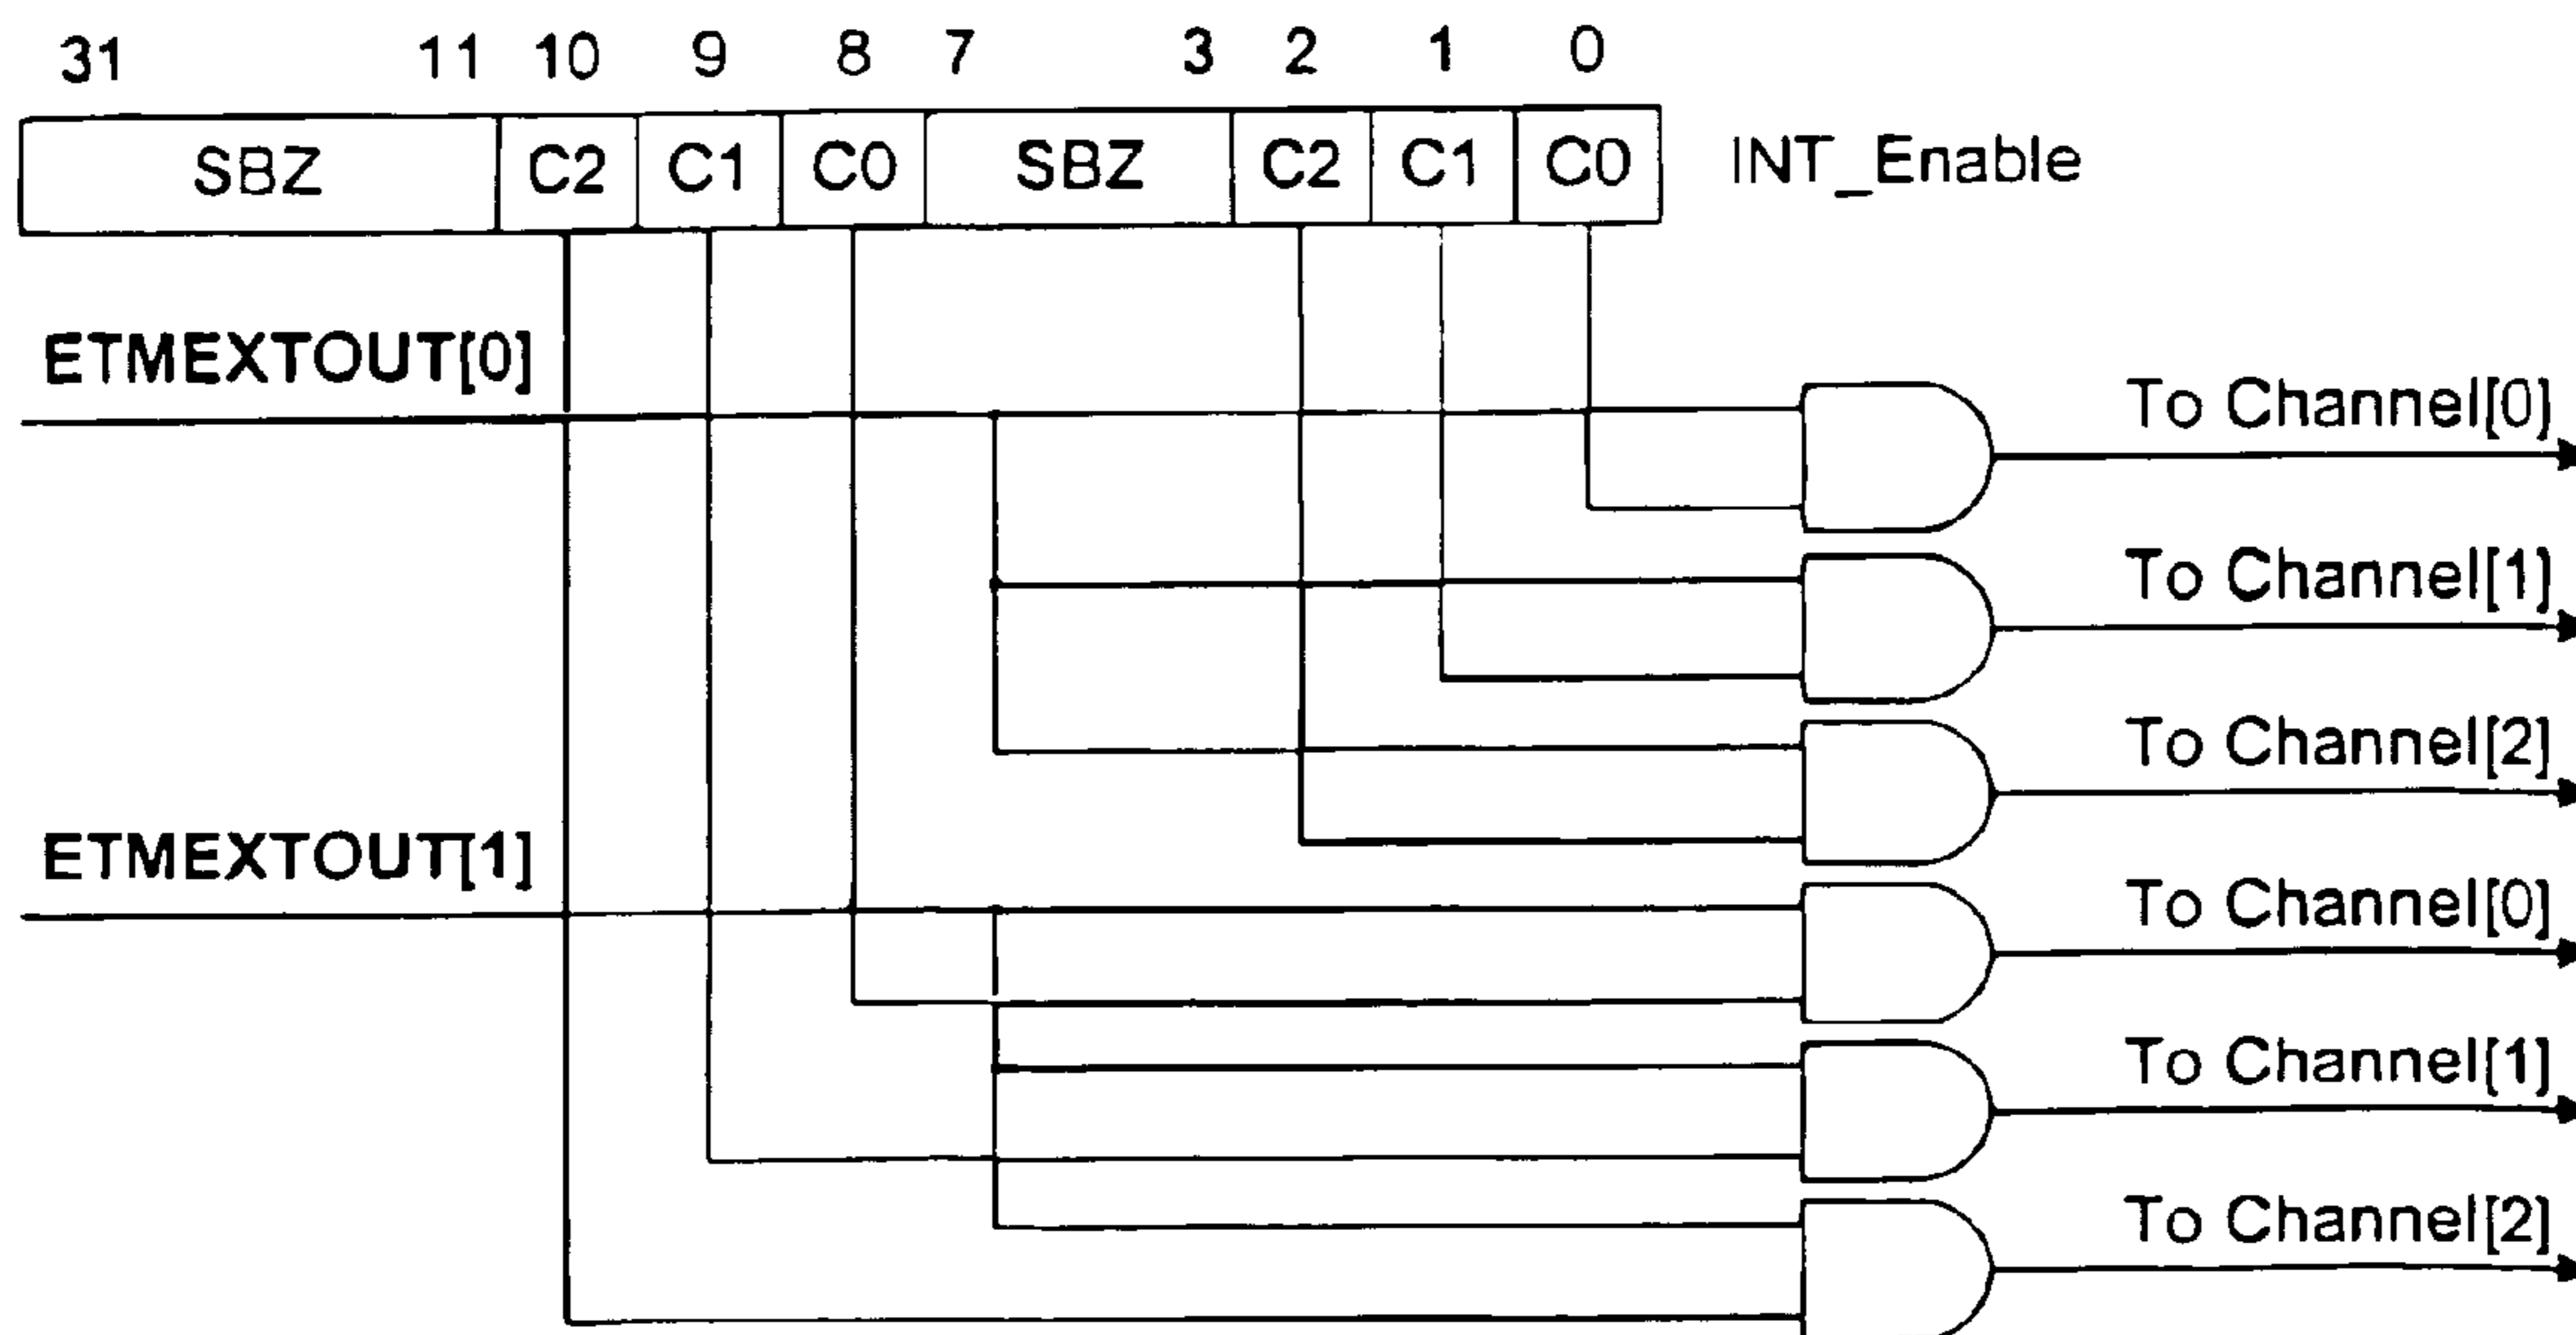 31 11 10 9 8 7 3 2 1 0
SBZ C2 C1 C0 SBZ C2 C1 C0 INT_Enable
ETMEXTOUT[0]
To Channel[0]
To Channel[1]
To Channel[2]
ETMEXTOUT[1]
To Channel[0]
To Channel[1]
To Channel[2]